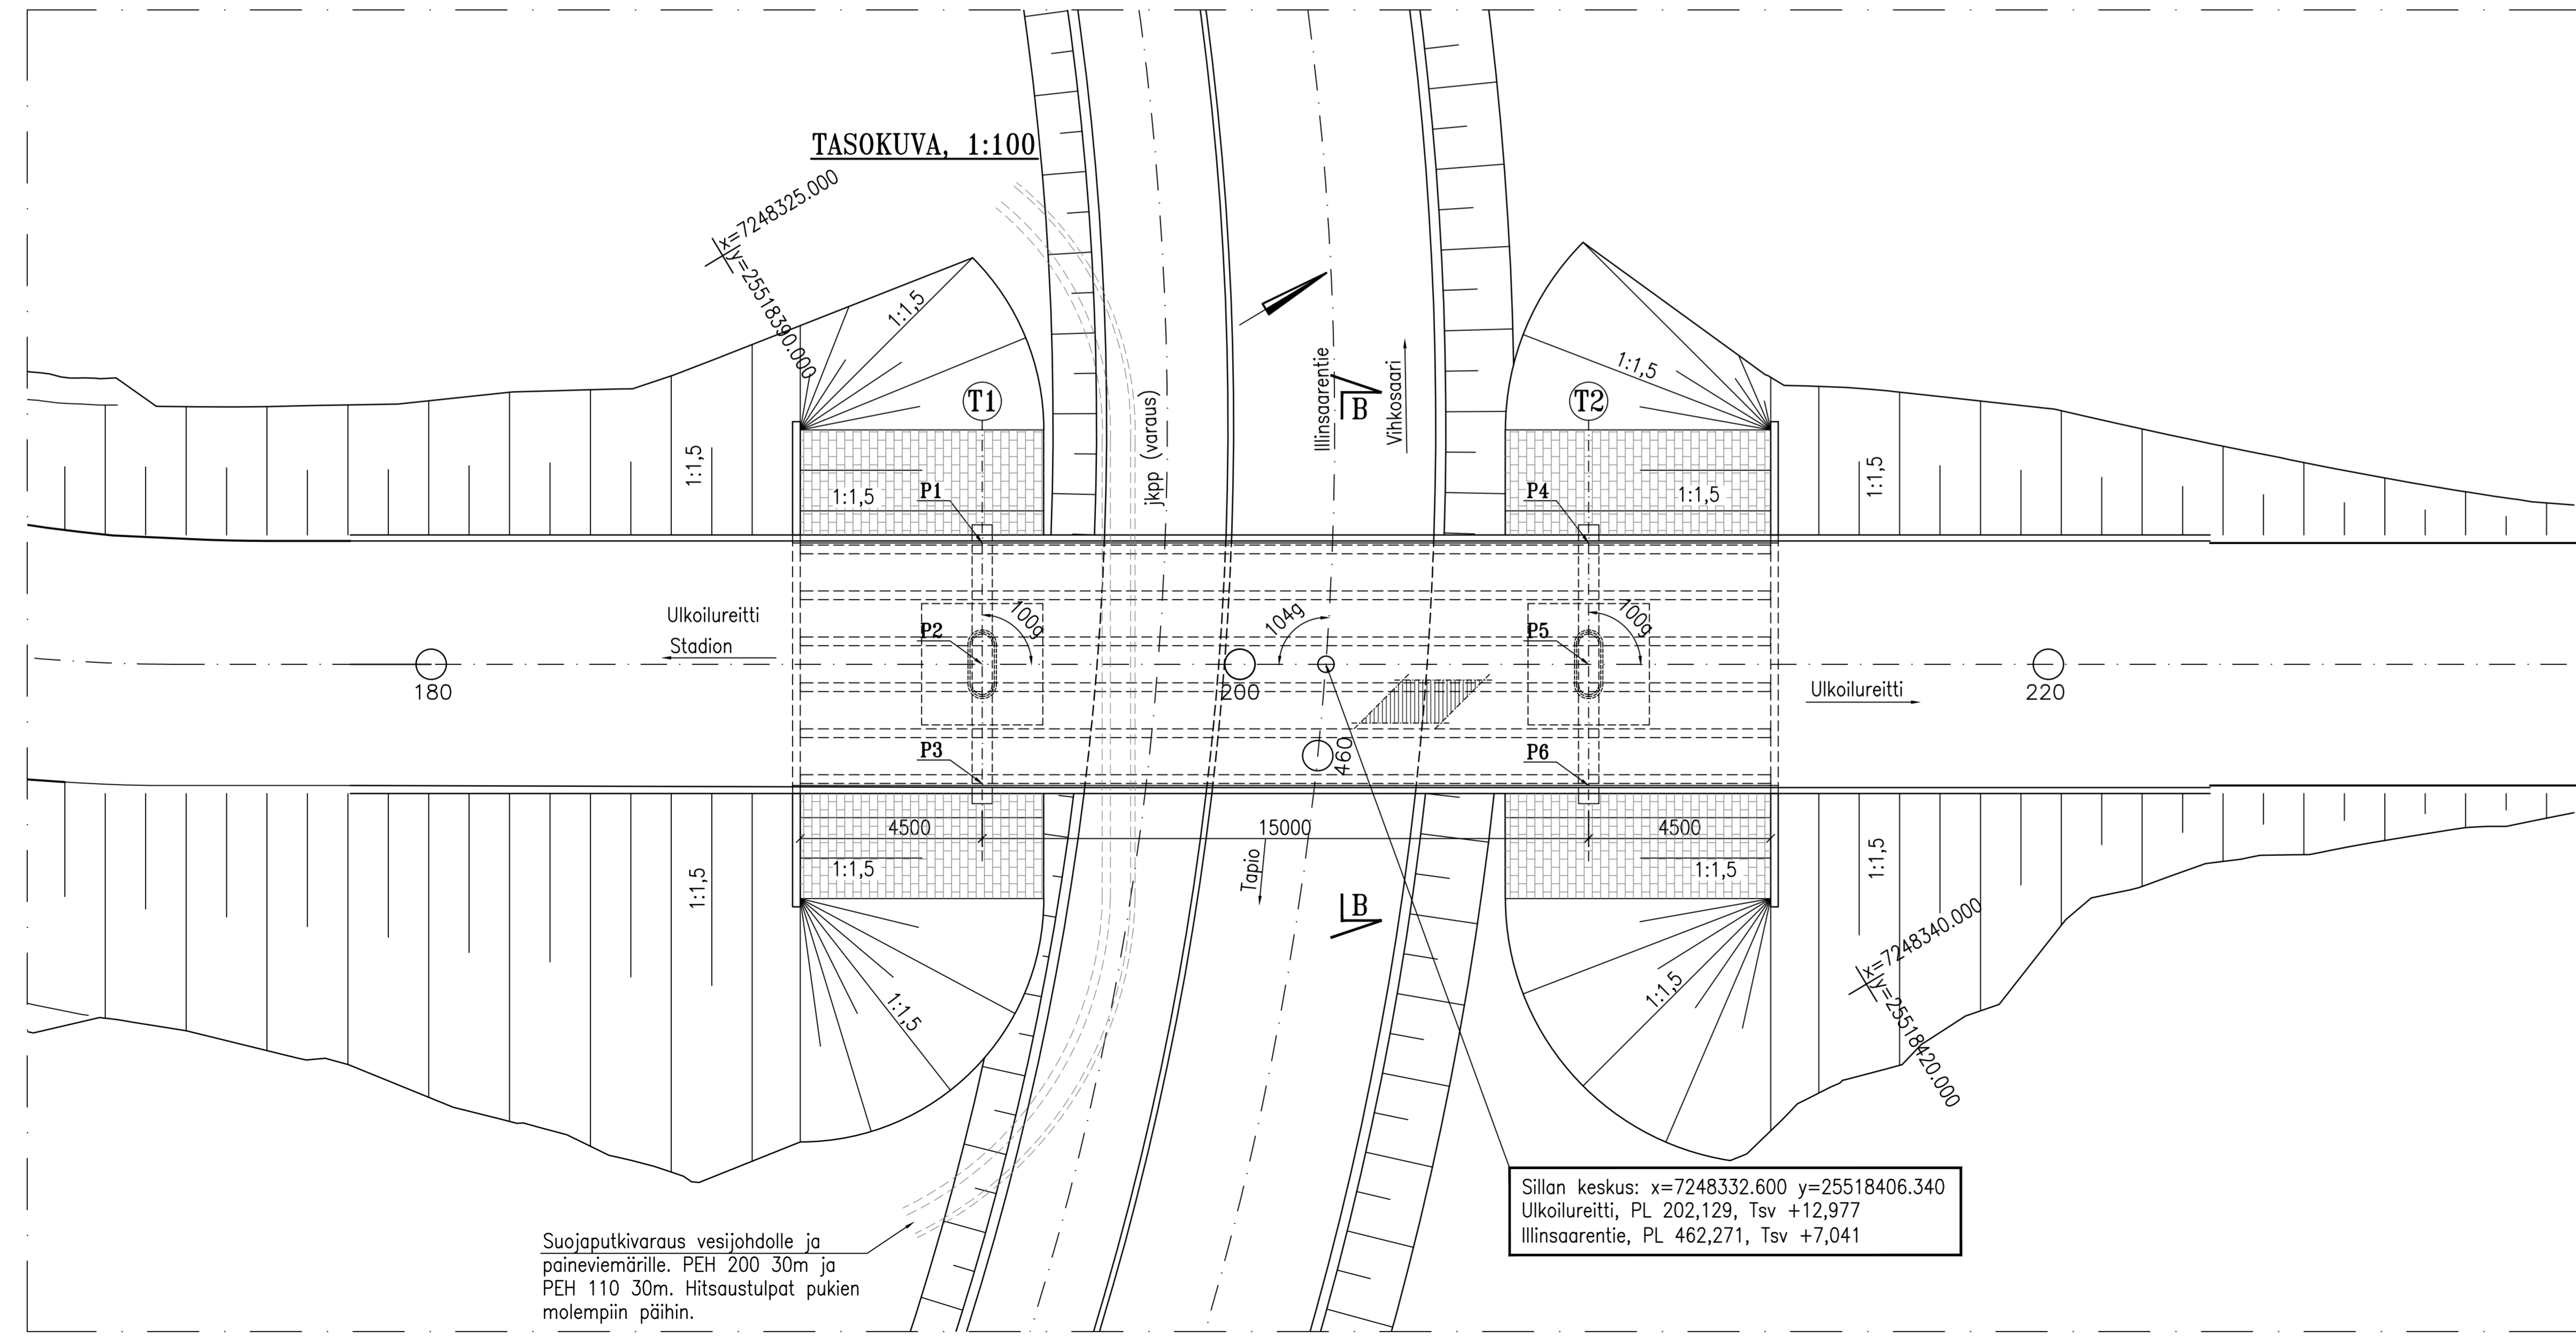 TASOKUVA, 1:100
x=7248325.000
y=25518390.000
1:1,5
1:1,5
T1
T2
Illinsaarentie
B
Vihkosaari
jkpp (varaus)
1:1,5
1:1,5
1:1,5
P1
P4
1:1,5
1:1,5
Ulkoilureitti
Stadion
P2
100g
104g
P5
100g
180
200
220
Ulkoilureitti
P3
460
P6
4500
15000
4500
1:1,5
1:1,5
1:1,5
1:1,5
Tapio
B
x=7248340.000
y=25518420.000
1:1,5
1:1,5
Sillan keskus: x=7248332.600 y=25518406.340
Ulkoilureitti, PL 202,129, Tsv +12,977
Illinsaarentie, PL 462,271, Tsv +7,041
Suojaputkivaraus vesijohdolle ja
paineviemärille. PEH 200 30m ja
PEH 110 30m. Hitsaustulpat pukien
molempiin päihin.